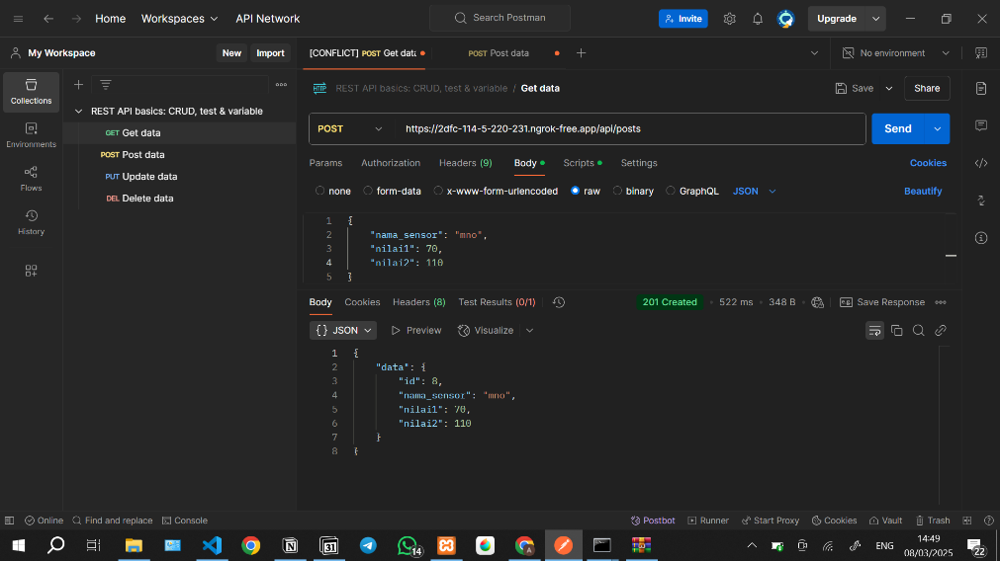 Home
Workspaces
API Network
Search Postman
Invite
Upgrade
My Workspace
New
Import
[CONFLICT] POST Get data
POST Post data
No environment
Collections
Environments
Flows
History
REST API basics: CRUD, test & variable
GET Get data
POST Post data
PUT Update data
DEL Delete data
HTTP REST API basics: CRUD, test & variable / Get data
Save
Share
POST
https://2dfc-114-5-220-231.ngrok-free.app/api/posts
Send
Params Authorization Headers (9) Body Scripts Settings Cookies
none form-data x-www-form-urlencoded raw binary GraphQL JSON Beautify
1 {
2 "nama_sensor": "mno",
3 "nilai1": 70,
4 "nilai2": 110
5 }
Body Cookies Headers (8) Test Results (0/1) 201 Created 522 ms 348 B e.g. Save Response
{} JSON Preview Visualize
1 {
2 "data": {
3 "id": 8,
4 "nama_sensor": "mno",
5 "nilai1": 70,
6 "nilai2": 110
7 }
8 }
Online Find and replace Console Postbot Runner Start Proxy Cookies Vault Trash
31
14
A
ENG
14:49
08/03/2025
22